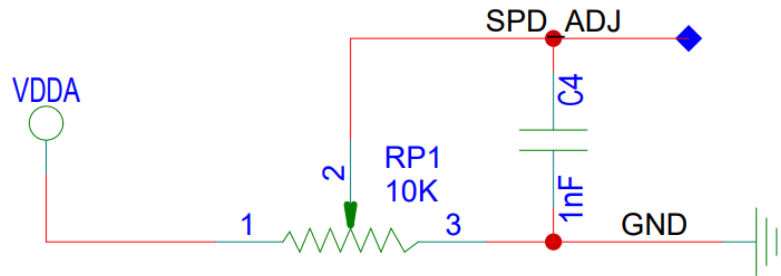 SPD_ADJ
VDDA
C4
2
RP1
10K
1
3
1nF
GND